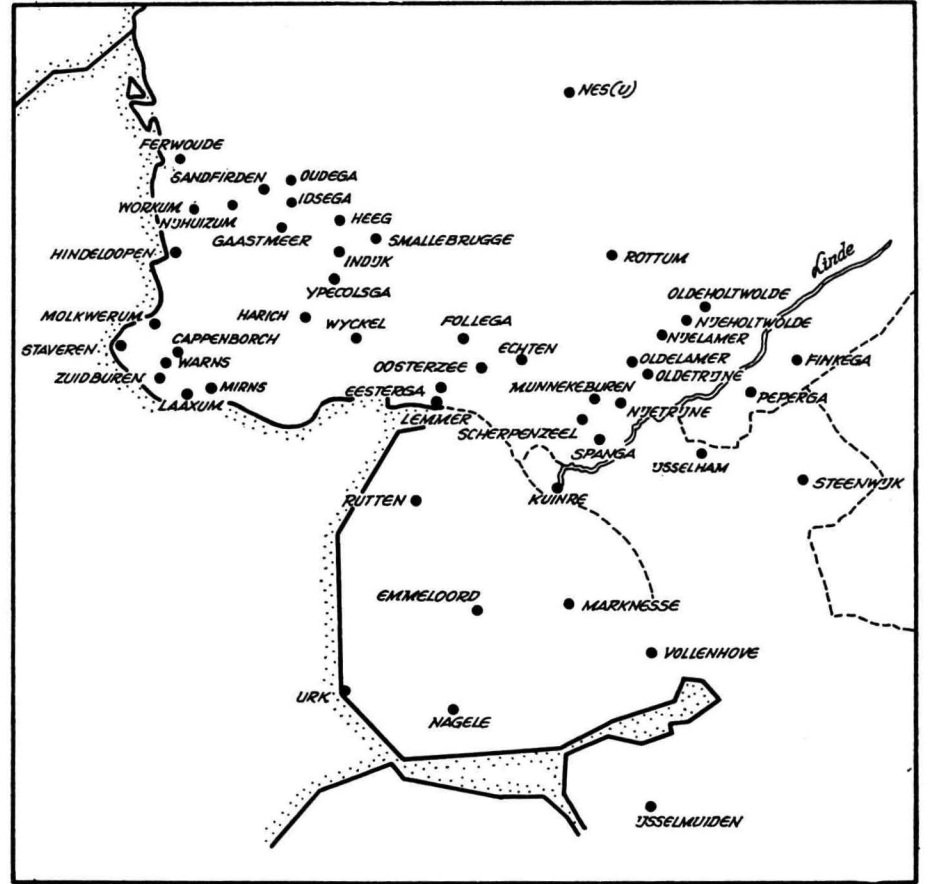 NES(U)
FERWOUDE
SANDFIRDEN
OUDEGA
WORKUM
IDSEGA
NIJHUIZUM
HEEG
GAASTMEER
SMALLEBRUGGE
HINDELOOPEN
INDIJK
ROTTUM
Linde
YPECOLSGA
OLDEHOLTWOLDE
MOLKWERUM
HARICH
WYCKEL
FOLLEGA
NIJEHOLTWOLDE
NIJELAMER
STAVEREN
CAPPENBORCH
ECHTEN
WARNS
OOSTERZEE
OLDELAMER
FINKEGA
ZUIDBUREN
MIRNS
EESTERGA
MUNNEKEBUREN
OLDETRIJNE
LAAXUM
LEMMER
NIJETRIJNE
PEPERGA
SCHERPENZEEL
SPANGA
IJSSELHAM
RUTTEN
KUINRE
STEENWIJK
EMMELOORD
MARKNESSE
VOLLENHOVE
URK
NAGELE
IJSSELMUIDEN